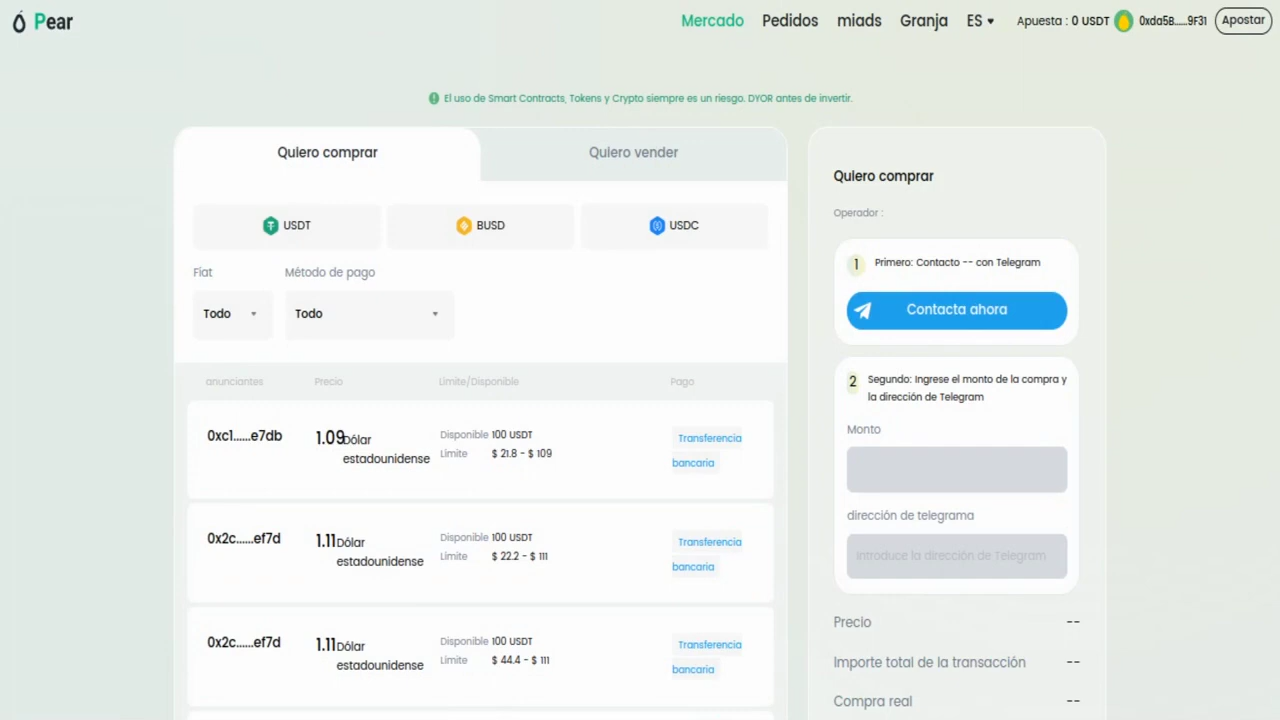 Pear
Mercado Pedidos miads Granja ES Apuesta : 0 USDT 0xda5B......9F31 Apostar
El uso de Smart Contracts, Tokens y Crypto siempre es un riesgo. DYOR antes de invertir.
Quiero comprar Quiero vender
USDT BUSD USDC
Fiat Método de pago
Todo Todo
anunciantes Precio Limite/Disponible Pago
0xc1......e7db 1.09 Dólar estadounidense
Disponible 100 USDT
Limite $ 21.8 - $ 109
Transferencia
bancaria
0x2c......ef7d 1.11 Dólar estadounidense
Disponible 100 USDT
Limite $ 22.2 - $ 111
Transferencia
bancaria
0x2c......ef7d 1.11 Dólar estadounidense
Disponible 100 USDT
Limite $ 44.4 - $ 111
Transferencia
bancaria
Quiero comprar
Operador :
1 Primero: Contacto -- con Telegram
Contacta ahora
2 Segundo: Ingrese el monto de la compra y
la dirección de Telegram
Monto
dirección de telegrama
Introduce la dirección de Telegram
Precio --
Importe total de la transacción --
Compra real --